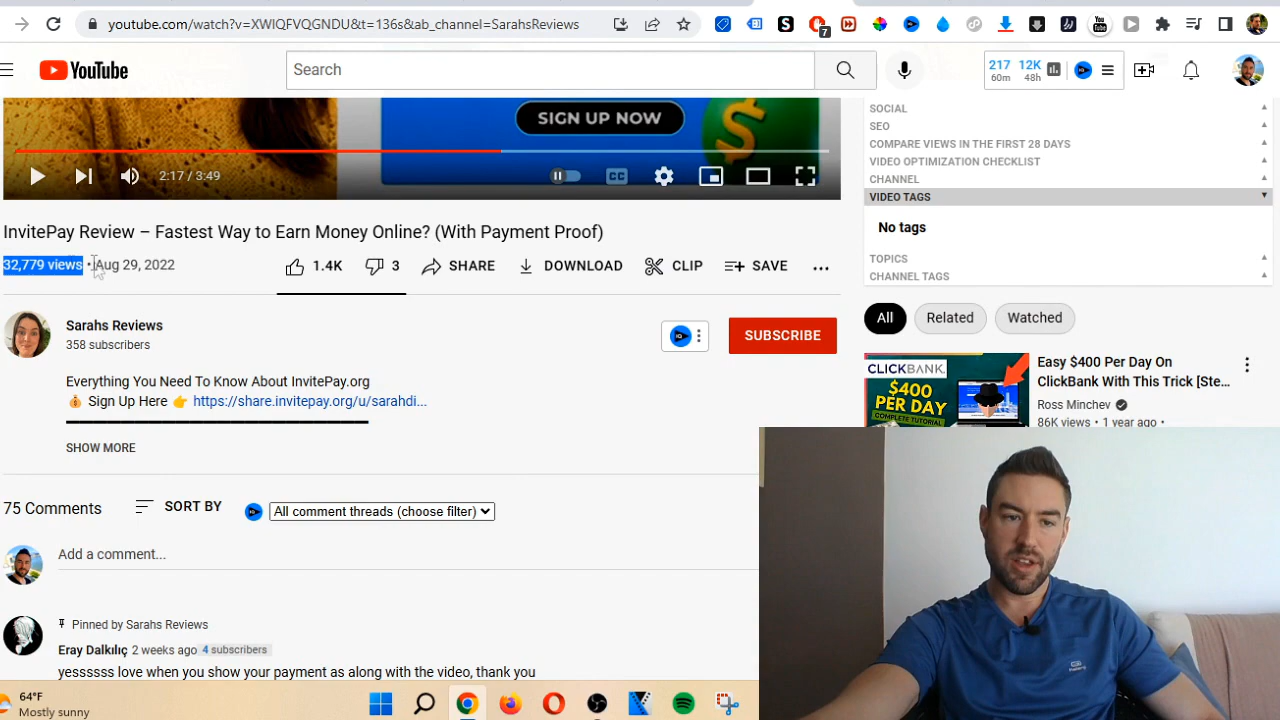 youtube.com/watch?v=XWIQFVQGNDU&t=136s&ab_channel=SarahsReviews
7
YouTube
Search
217 12K
60m 48h
SIGN UP NOW
SOCIAL
SEO
COMPARE VIEWS IN THE FIRST 28 DAYS
VIDEO OPTIMIZATION CHECKLIST
CHANNEL
VIDEO TAGS
No tags
TOPICS
CHANNEL TAGS
2:17 / 3:49
CC
InvitePay Review – Fastest Way to Earn Money Online? (With Payment Proof)
32,779 views • Aug 29, 2022
1.4K 3 SHARE DOWNLOAD CLIP SAVE
Sarahs Reviews
358 subscribers
SUBSCRIBE
All Related Watched
Everything You Need To Know About InvitePay.org
Sign Up Here 👉 https://share.invitepay.org/u/sarahdi...
SHOW MORE
CLICKBANK
$400
PER DAY
COMPLETE TUTORIAL
Easy $400 Per Day On
ClickBank With This Trick [Ste...
Ross Minchev
86K views • 1 year ago •
75 Comments SORT BY All comment threads (choose filter)
Add a comment...
Pinned by Sarahs Reviews
Eray Dalkılıç 2 weeks ago 4 subscribers
yessssss love when you show your payment as along with the video, thank you
64°F
Mostly sunny